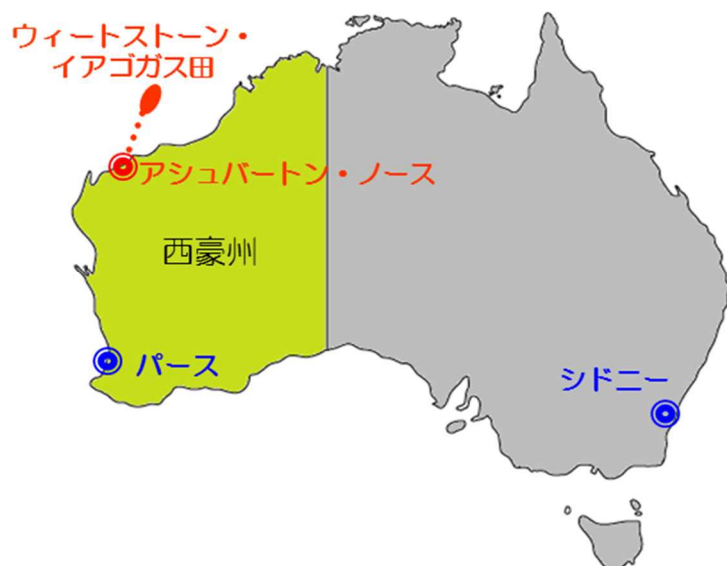 ウィートストーン・
イアゴガス田
アシュバートン・ノース
西豪州
パース
シドニー